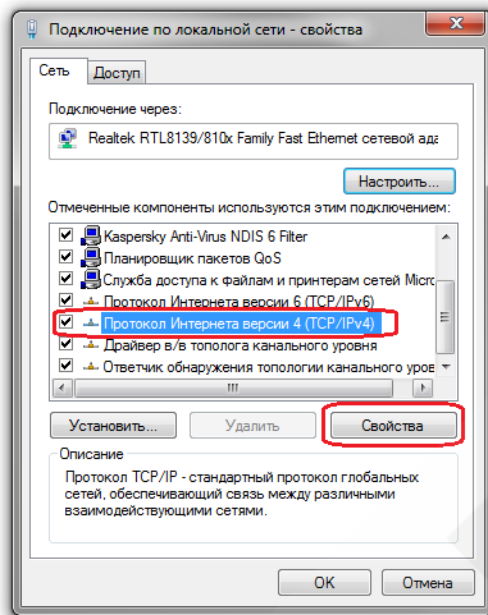 Подключение по локальной сети - свойства
Сеть Доступ
Подключение через:
Realtek RTL8139/810x Family Fast Ethernet сетевой ада
Настроить...
Отмеченные компоненты используются этим подключением:
Kaspersky Anti-Virus NDIS 6 Filter
Планировщик пакетов QoS
Служба доступа к файлам и принтерам сетей Micro
Протокол Интернета версии 6 (TCP/IPv6)
Протокол Интернета версии 4 (TCP/IPv4)
Драйвер в/в тополога канального уровня
Ответчик обнаружения топологии канального уров
Установить... Удалить Свойства
Описание
Протокол TCP/IP - стандартный протокол глобальных
сетей, обеспечивающий связь между различными
взаимодействующими сетями.
OK Отмена